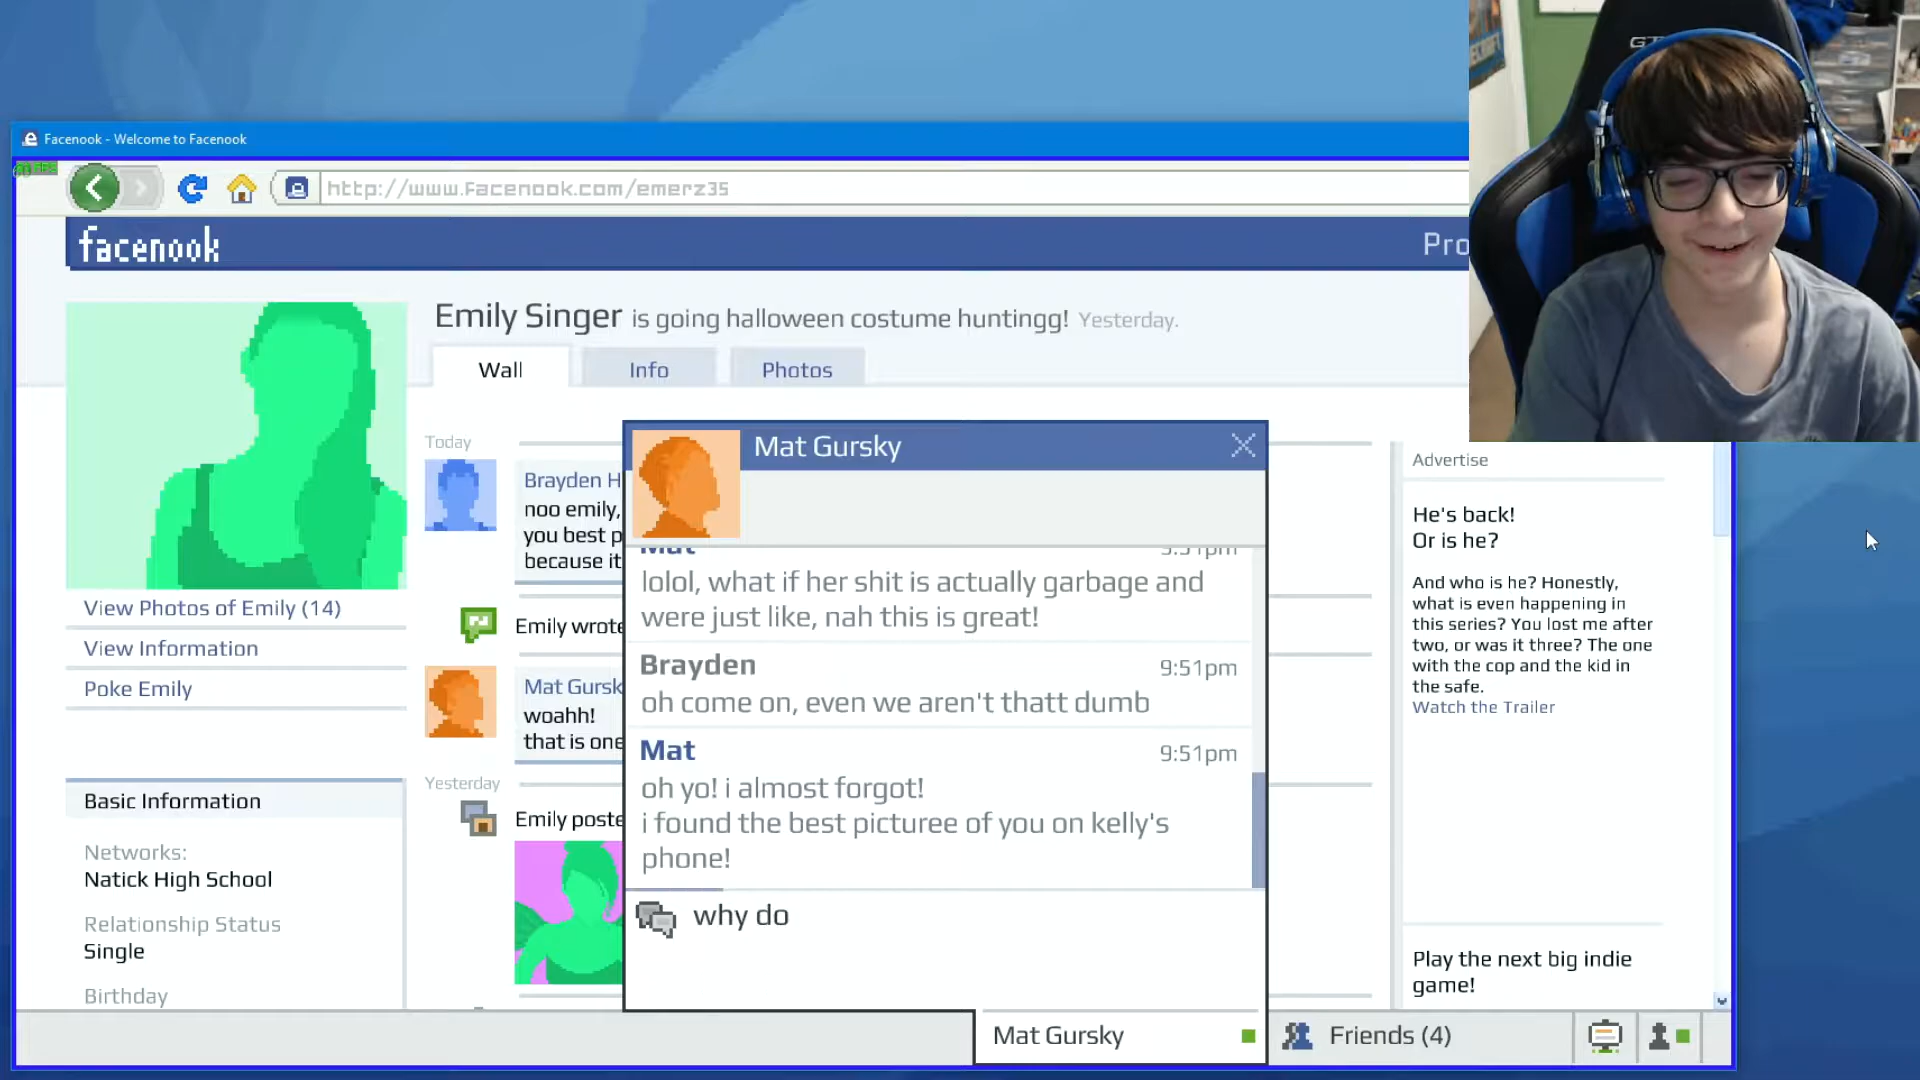 Facenook - Welcome to Facenook
http://www.facenook.com/emerz35
facenook
Pro
Emily Singer is going halloween costume huntingg! Yesterday.
Wall
Info
Photos
Today
Brayden H
noo emily,
you best p
because it
Emily wrote
Mat Gursk
woahh!
that is one
Yesterday
Emily poste
View Photos of Emily (14)
View Information
Poke Emily
Basic Information
Networks:
Natick High School
Relationship Status
Single
Birthday
Mat Gursky
Mat
9:51pm
lolol, what if her shit is actually garbage and
were just like, nah this is great!
Brayden
9:51pm
oh come on, even we aren't thatt dumb
Mat
9:51pm
oh yo! i almost forgot!
i found the best picturee of you on kelly's
phone!
why do
Advertise
He's back!
Or is he?
And who is he? Honestly,
what is even happening in
this series? You lost me after
two, or was it three? The one
with the cop and the kid in
the safe.
Watch the Trailer
Play the next big indie
game!
Mat Gursky
Friends (4)